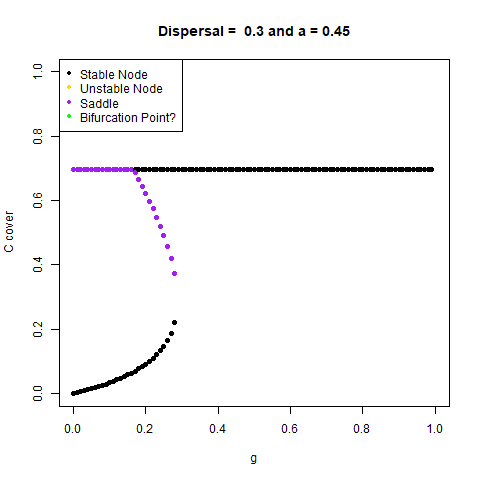 Dispersal =  0.3 and a = 0.45
Stable Node
Unstable Node
Saddle
Bifurcation Point?
C cover
1.0
0.8
0.6
0.4
0.2
0.0
0.0 0.2 0.4 0.6 0.8 1.0
g